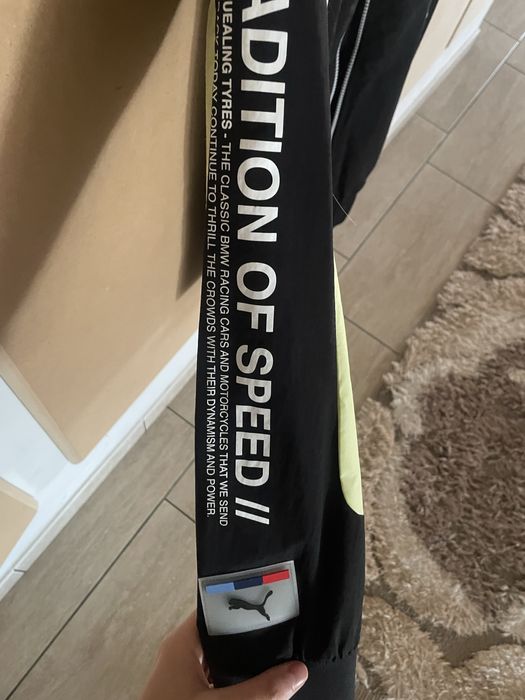 ADITION OF SPEED //
UEALING TYRES - THE CLASSIC BMW RACING CARS AND MOTORCYCLES THAT WE SEND
BACK TODAY CONTINUE TO THRILL THE CROWDS WITH THEIR DYNAMISM AND POWER.